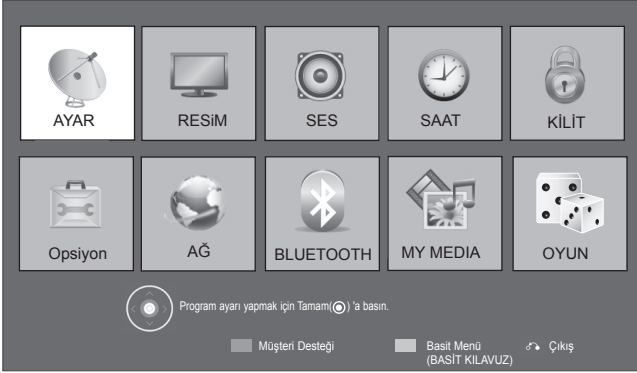 AYAR
RESiM
SES
SAAT
KİLİT
Opsiyon
AĞ
BLUETOOTH
MY MEDIA
OYUN
Program ayarı yapmak için Tamam(◉) 'a basın.
Müşteri Desteği
Basit Menü
(BASİT KILAVUZ)
Çıkış